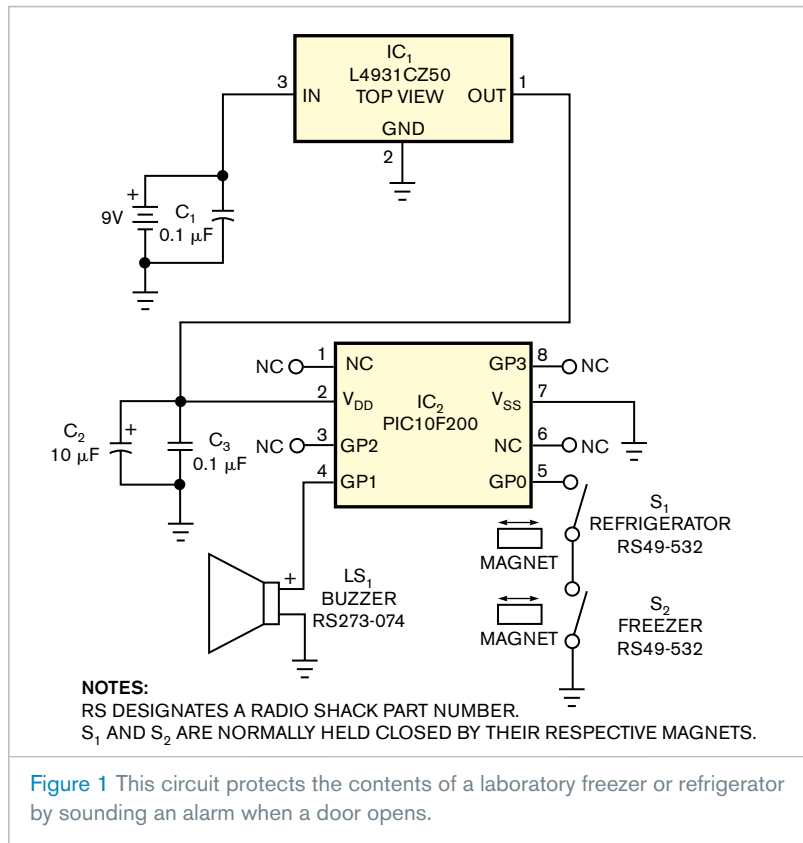 IC₁
L4931CZ50
TOP VIEW
3
IN
OUT
1
GND
2
+
9V
C₁
0.1 µF
NC
1
NC
GP3
8
NC
2
V_DD
IC₂
PIC10F200
V_SS
7
C₂
10 µF
+
C₃
0.1 µF
NC
3
GP2
NC
6
NC
4
GP1
GP0
5
S₁
REFRIGERATOR
RS49-532
MAGNET
+
LS₁
BUZZER
RS273-074
MAGNET
S₂
FREEZER
RS49-532
NOTES:
RS DESIGNATES A RADIO SHACK PART NUMBER.
S₁ AND S₂ ARE NORMALLY HELD CLOSED BY THEIR RESPECTIVE MAGNETS.
Figure 1 This circuit protects the contents of a laboratory freezer or refrigerator
by sounding an alarm when a door opens.